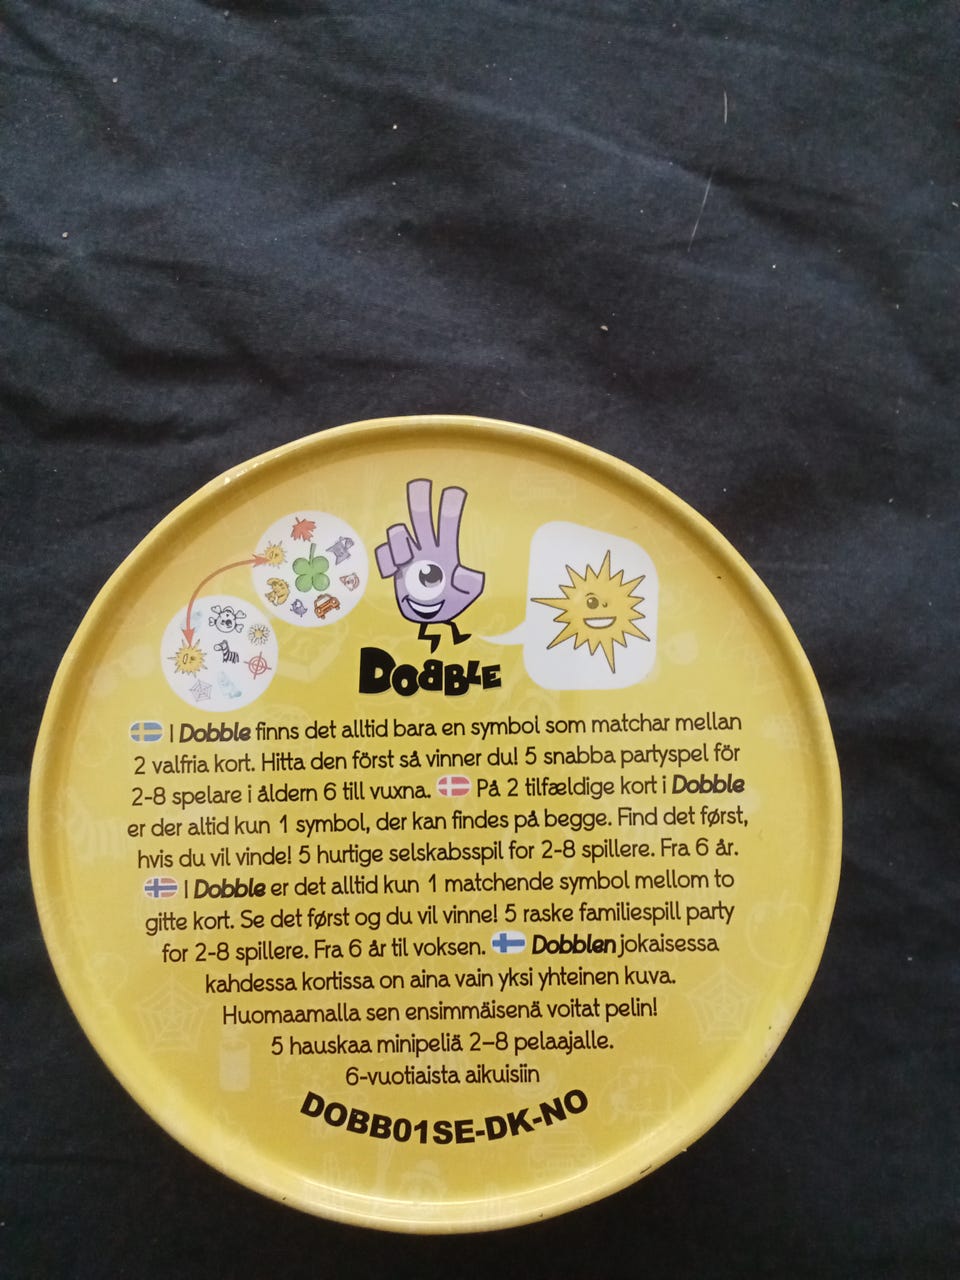 DOBBLE
I Dobble finns det alltid bara en symbol som matchar mellan
2 valfria kort. Hitta den först så vinner du! 5 snabba partyspel för
2-8 spelare i åldern 6 till vuxna. På 2 tilfældige kort i Dobble
er der altid kun 1 symbol, der kan findes på begge. Find det først,
hvis du vil vinde! 5 hurtige selskabsspil for 2-8 spillere. Fra 6 år.
I Dobble er det alltid kun 1 matchende symbol mellom to
gitte kort. Se det først og du vil vinne! 5 raske familiespill party
for 2-8 spillere. Fra 6 år til voksen. Dobblen jokaisessa
kahdessa kortissa on aina vain yksi yhteinen kuva.
Huomaamalla sen ensimmäisenä voitat pelin!
5 hauskaa minipeliä 2–8 pelaajalle.
6-vuotiaista aikuisiin
DOBB01SE-DK-NO